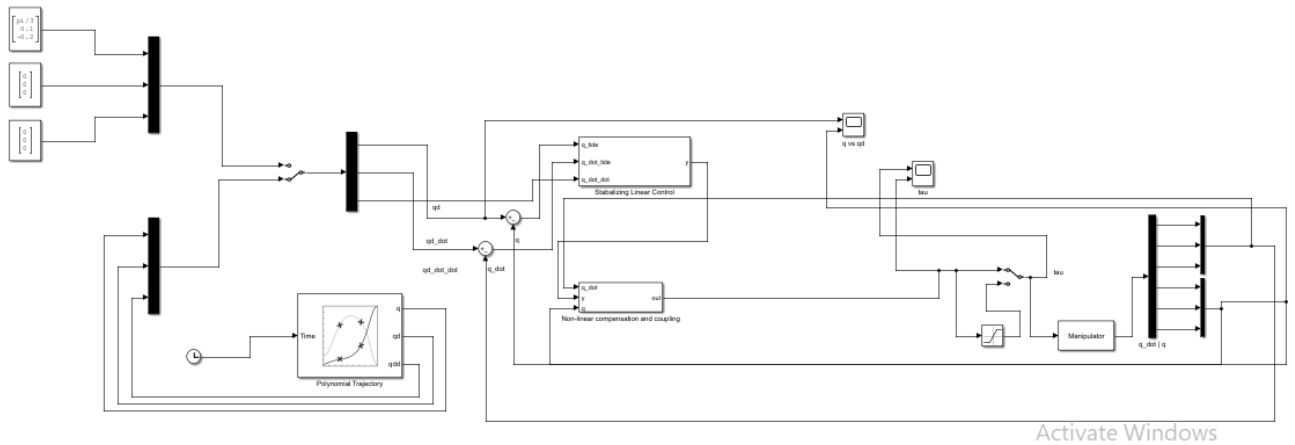 pi/3
0.1
-0.2
0
0
0
0
0
0
q_tide
q_dot_tide
q_dot_dot
y
Stabalizing Linear Control
q vs qd
tau
qd
qd_dot
qd_dot_dot
q
q_dot
q_dot
y
q
out
Non-linear compensation and coupling
tau
Manipulator
q_dot | q
Time
q
qd
qdd
Polynomial Trajectory
Activate Windows